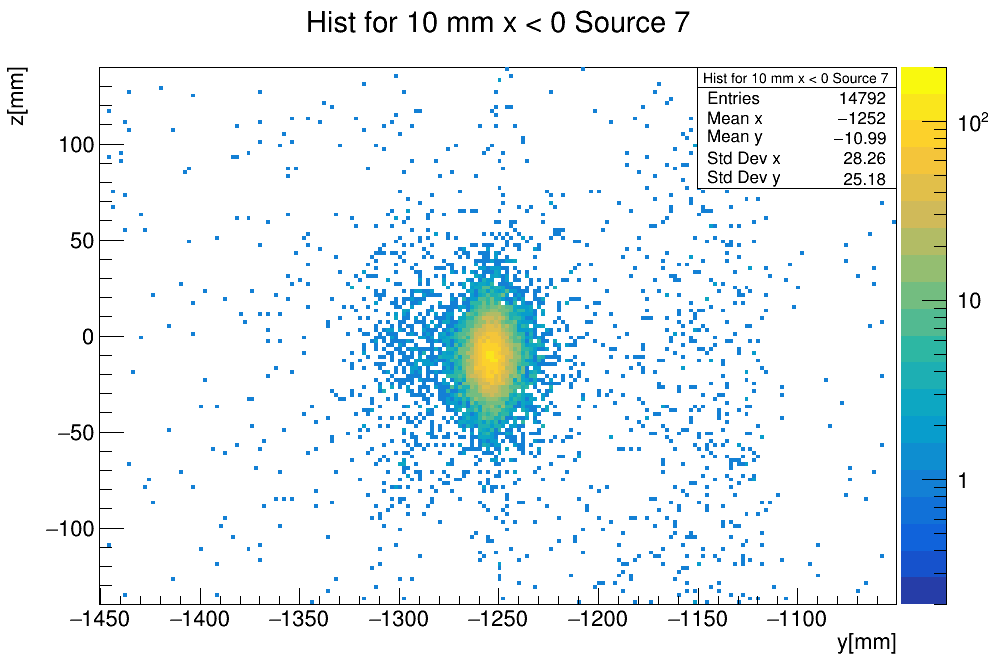 Hist for 10 mm x < 0 Source 7
z[mm]
Hist for 10 mm x < 0 Source 7
Entries 14792
Mean x −1252
Mean y −10.99
Std Dev x 28.26
Std Dev y 25.18
100
50
0
−50
−100
10²
10
1
−1450 −1400 −1350 −1300 −1250 −1200 −1150 −1100
y[mm]